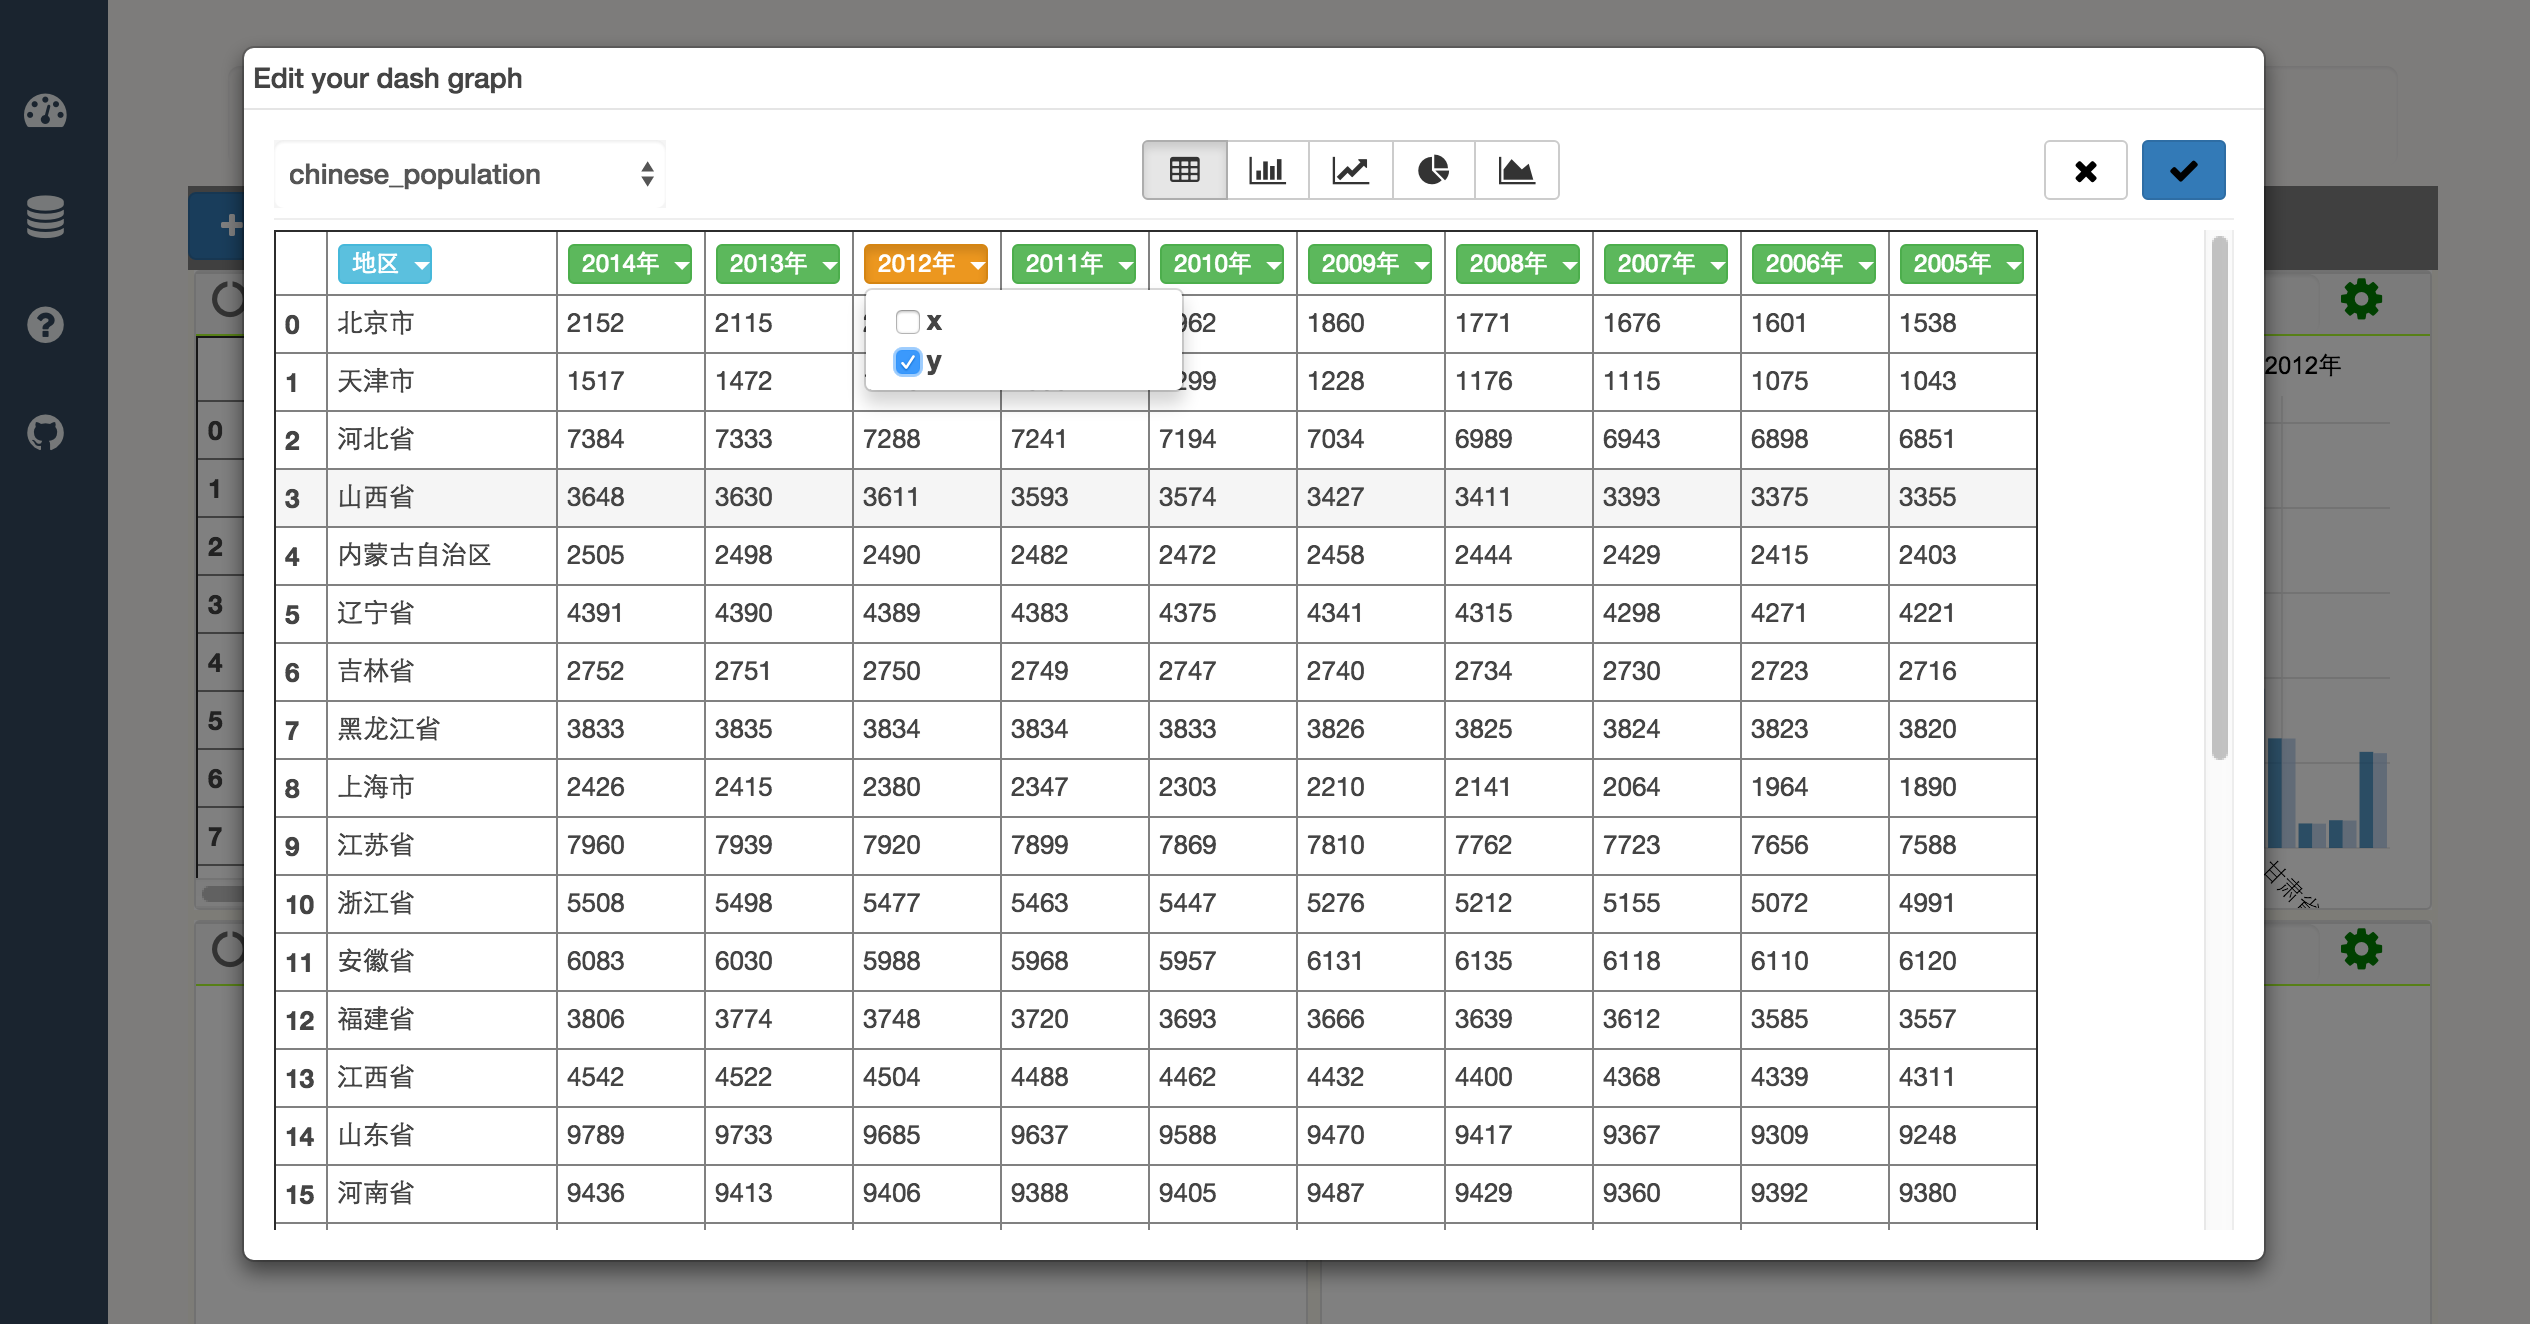 Edit your dash graph
chinese_population
地区 2014年 2013年 2012年 2011年 2010年 2009年 2008年 2007年 2006年 2005年
x
y
0 北京市 2152 2115 962 1860 1771 1676 1601 1538
1 天津市 1517 1472 299 1228 1176 1115 1075 1043
2 河北省 7384 7333 7288 7241 7194 7034 6989 6943 6898 6851
3 山西省 3648 3630 3611 3593 3574 3427 3411 3393 3375 3355
4 内蒙古自治区 2505 2498 2490 2482 2472 2458 2444 2429 2415 2403
5 辽宁省 4391 4390 4389 4383 4375 4341 4315 4298 4271 4221
6 吉林省 2752 2751 2750 2749 2747 2740 2734 2730 2723 2716
7 黑龙江省 3833 3835 3834 3834 3833 3826 3825 3824 3823 3820
8 上海市 2426 2415 2380 2347 2303 2210 2141 2064 1964 1890
9 江苏省 7960 7939 7920 7899 7869 7810 7762 7723 7656 7588
10 浙江省 5508 5498 5477 5463 5447 5276 5212 5155 5072 4991
11 安徽省 6083 6030 5988 5968 5957 6131 6135 6118 6110 6120
12 福建省 3806 3774 3748 3720 3693 3666 3639 3612 3585 3557
13 江西省 4542 4522 4504 4488 4462 4432 4400 4368 4339 4311
14 山东省 9789 9733 9685 9637 9588 9470 9417 9367 9309 9248
15 河南省 9436 9413 9406 9388 9405 9487 9429 9360 9392 9380
0
1
2
3
4
5
6
7
2012年
甘肃省